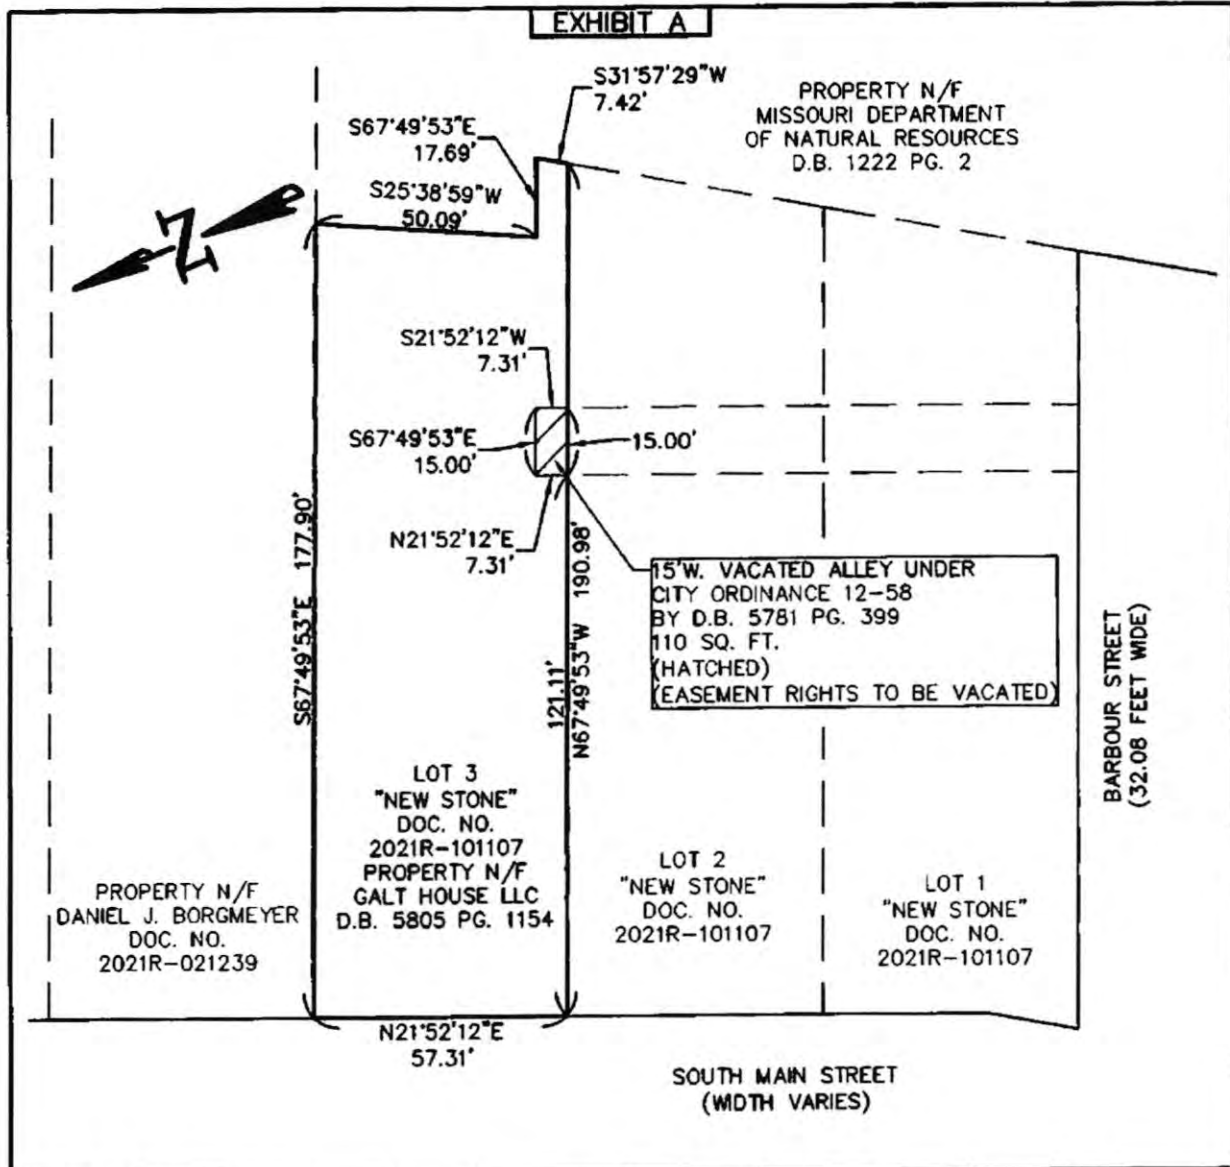 EXHIBIT A
S31°57'29"W
7.42'
PROPERTY N/F
MISSOURI DEPARTMENT
OF NATURAL RESOURCES
D.B. 1222 PG. 2
S67°49'53"E
17.69'
S25°38'59"W
50.09'
N
S21°52'12"W
7.31'
S67°49'53"E
15.00'
15.00'
N21°52'12"E
7.31'
S67°49'53"E 177.90'
121.11'
N67°49'53"W 190.98'
15'W. VACATED ALLEY UNDER
CITY ORDINANCE 12-58
BY D.B. 5781 PG. 399
110 SQ. FT.
(HATCHED)
(EASEMENT RIGHTS TO BE VACATED)
BARBOUR STREET
(32.08 FEET WIDE)
LOT 3
"NEW STONE"
DOC. NO.
2021R-101107
PROPERTY N/F
GALT HOUSE LLC
D.B. 5805 PG. 1154
PROPERTY N/F
DANIEL J. BORGMEYER
DOC. NO.
2021R-021239
LOT 2
"NEW STONE"
DOC. NO.
2021R-101107
LOT 1
"NEW STONE"
DOC. NO.
2021R-101107
N21°52'12"E
57.31'
SOUTH MAIN STREET
(WIDTH VARIES)